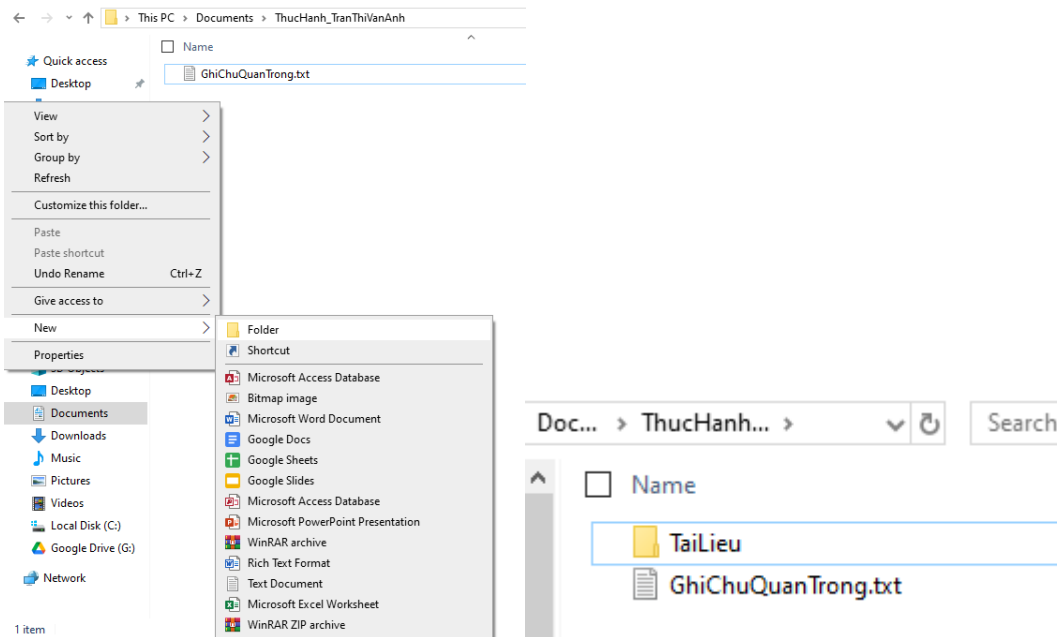 This PC > Documents > ThucHanh_TranThiVanAnh
Name
Quick access
GhiChuQuanTrong.txt
Desktop
View
Sort by
Group by
Refresh
Customize this folder...
Paste
Paste shortcut
Undo Rename Ctrl+Z
Give access to
New
Properties
Folder
Shortcut
Microsoft Access Database
Bitmap image
Microsoft Word Document
Google Docs
Google Sheets
Google Slides
Microsoft Access Database
Microsoft PowerPoint Presentation
WinRAR archive
Rich Text Format
Text Document
Microsoft Excel Worksheet
WinRAR ZIP archive
3D Objects
Desktop
Documents
Downloads
Music
Pictures
Videos
Local Disk (C:)
Google Drive (G:)
Network
1 item
Doc... > ThucHanh... >
Search
Name
TaiLieu
GhiChuQuanTrong.txt